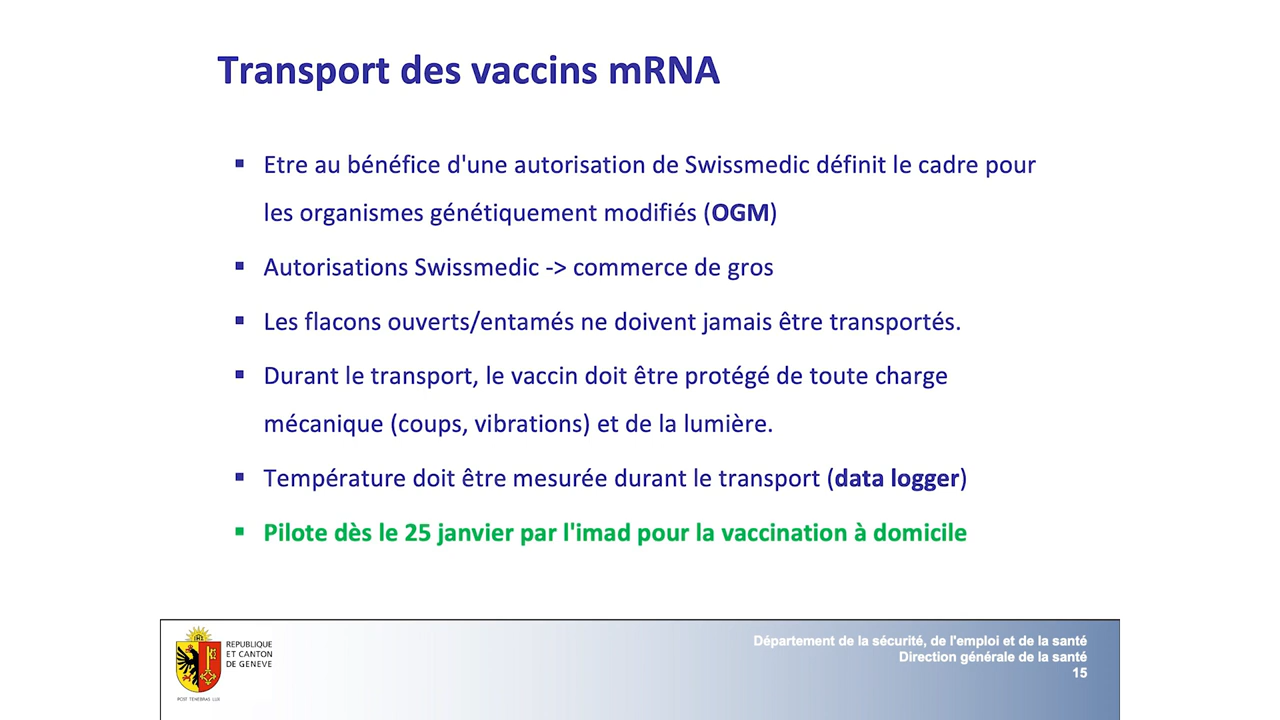 Transport des vaccins mRNA
▪ Etre au bénéfice d'une autorisation de Swissmedic définit le cadre pour
les organismes génétiquement modifiés (OGM)
▪ Autorisations Swissmedic -> commerce de gros
▪ Les flacons ouverts/entamés ne doivent jamais être transportés.
▪ Durant le transport, le vaccin doit être protégé de toute charge
mécanique (coups, vibrations) et de la lumière.
▪ Température doit être mesurée durant le transport (data logger)
▪ Pilote dès le 25 janvier par l'imad pour la vaccination à domicile
REPUBLIQUE
ET CANTON
DE GENEVE
POST TENEBRAS LUX
Département de la sécurité, de l'emploi et de la santé
Direction générale de la santé
15